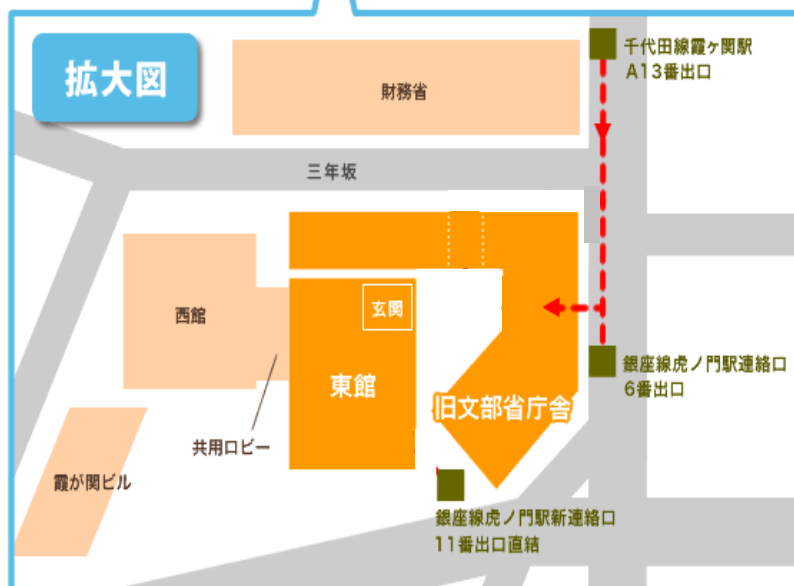 拡大図
財務省
千代田線霞ヶ関駅
A13番出口
三年坂
西館
玄関
東館
旧文部省庁舎
銀座線虎ノ門駅連絡口
6番出口
共用ロビー
霞が関ビル
銀座線虎ノ門駅新連絡口
11番出口直結